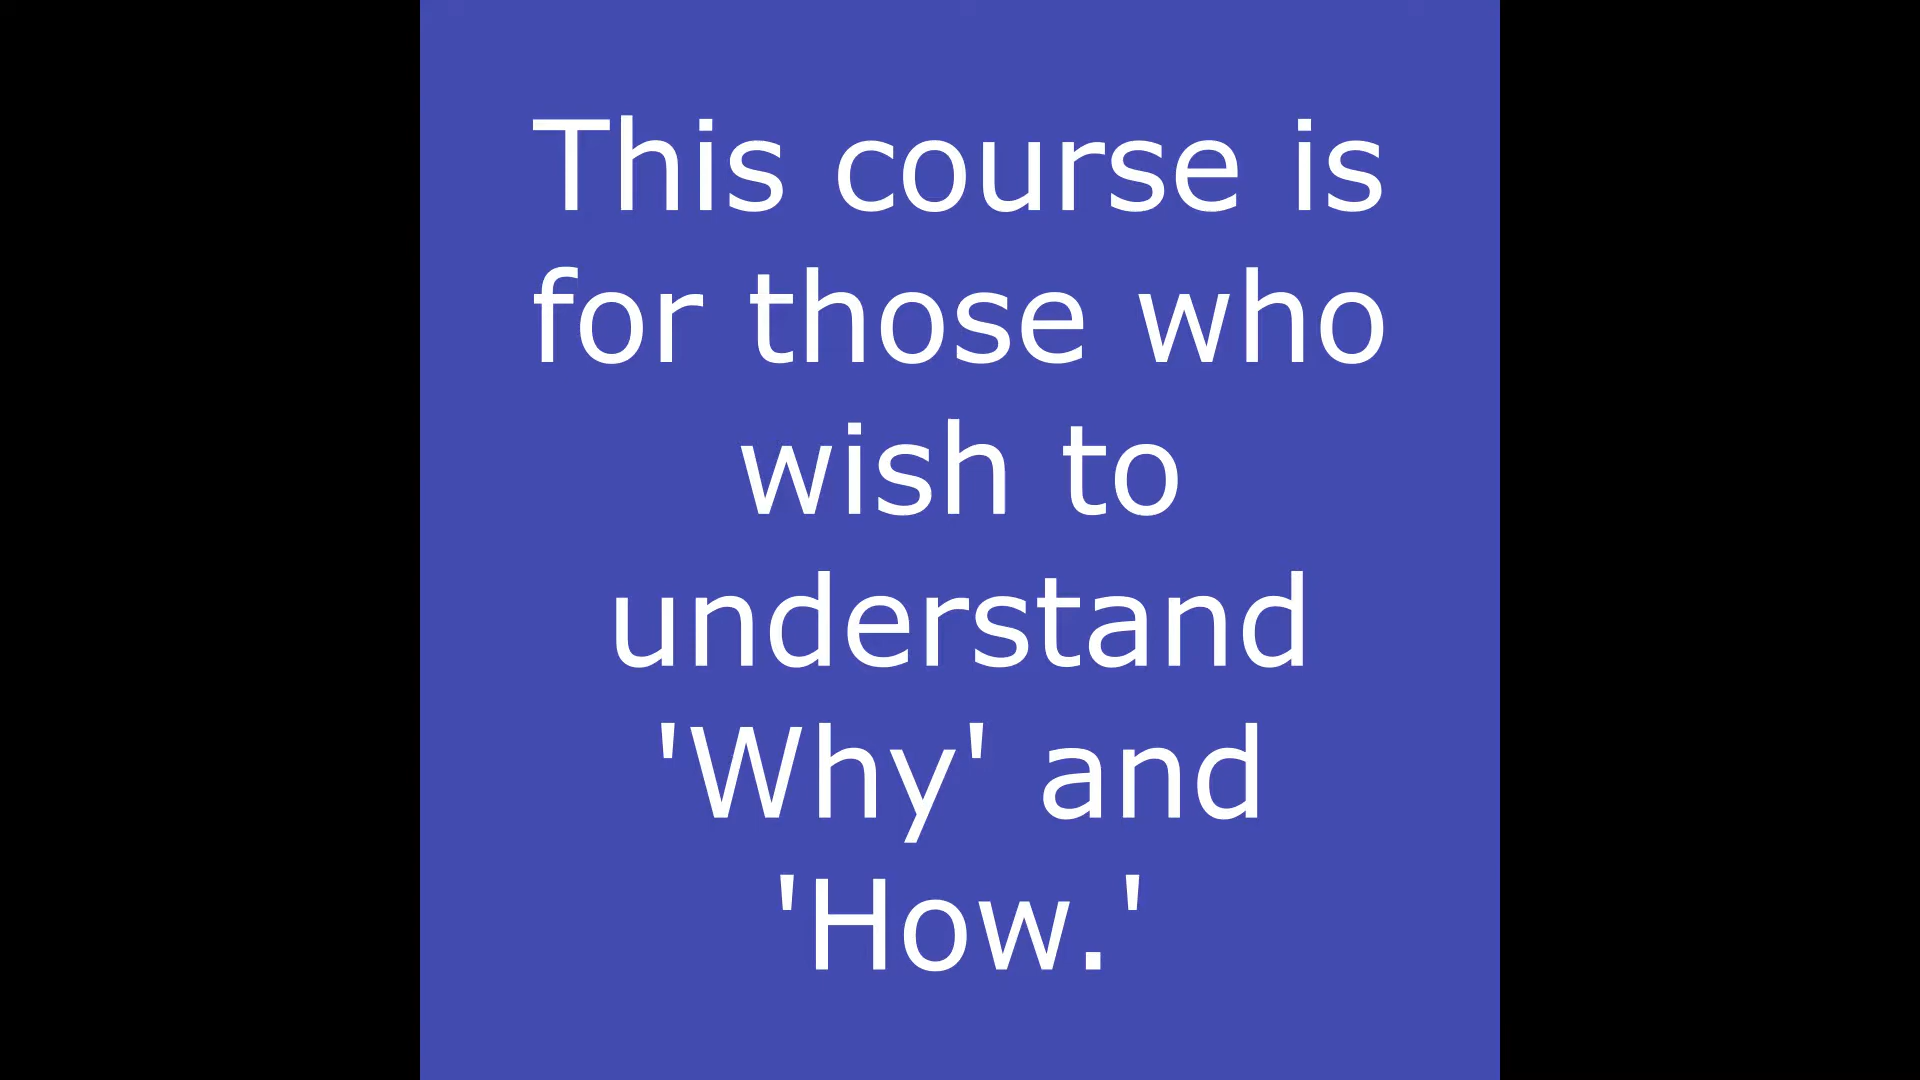 This course is
for those who
wish to
understand
'Why' and
'How.'